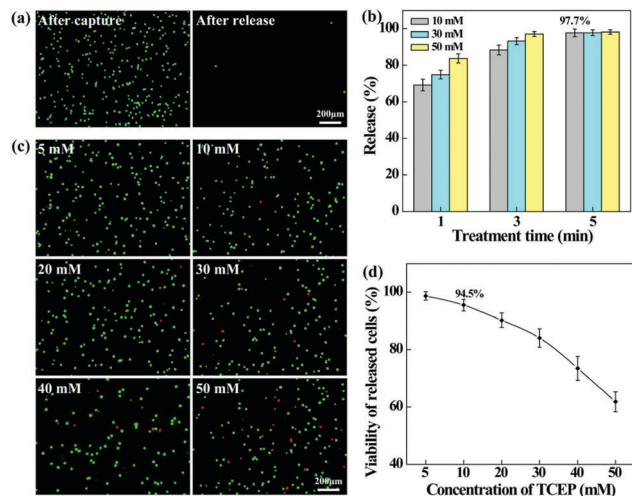 (a) After capture After release
200μm
(b)
10 mM
30 mM
50 mM
97.7%
Release (%)
100
80
60
40
20
0
1 3 5
Treatment time (min)
(c)
5 mM 10 mM
20 mM 30 mM
40 mM 50 mM
200μm
(d)
94.5%
Viability of released cells (%)
100
80
60
40
5 10 20 30 40 50
Concentration of TCEP (mM)